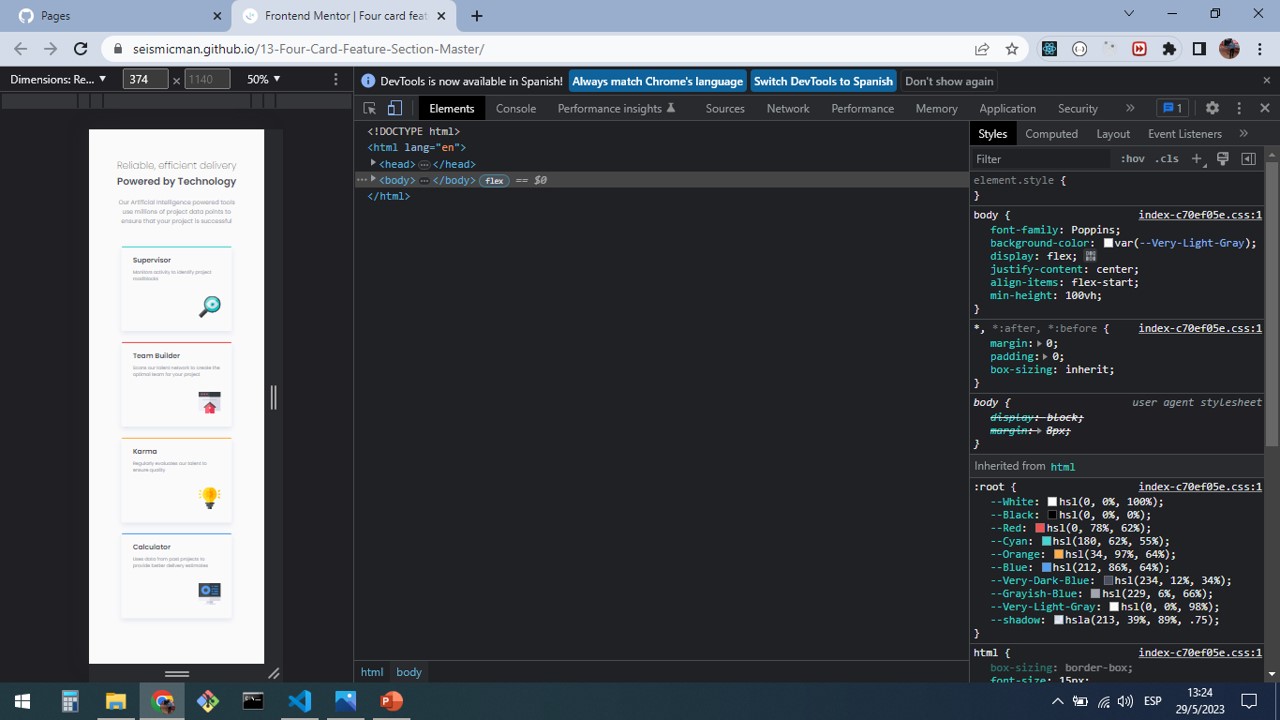 Pages
Frontend Mentor | Four card feat
seismicman.github.io/13-Four-Card-Feature-Section-Master/
Dimensions: Re...
374
×
1140
50%
DevTools is now available in Spanish!
Always match Chrome's language
Switch DevTools to Spanish
Don't show again
Elements
Console
Performance insights
Sources
Network
Performance
Memory
Application
Security
1
Reliable, efficient delivery
Powered by Technology
Our Artificial Intelligence powered tools
use millions of project data points to
ensure that your project is successful
Supervisor
Monitors activity to identify project
roadblocks
Team Builder
Scans our talent network to create the
optimal team for your project
Karma
Regularly evaluates our talent to
ensure quality
Calculator
Uses data from past projects to
provide better delivery estimates
<!DOCTYPE html>
<html lang="en">
<head> ⋯ </head>
<body> ⋯ </body> flex == $0
</html>
html
body
Styles
Computed
Layout
Event Listeners
Filter
:hov
.cls
element.style {
}
body {
index-c70ef05e.css:1
font-family: Poppins;
background-color: var(--Very-Light-Gray);
display: flex;
justify-content: center;
align-items: flex-start;
min-height: 100vh;
}
*, *:after, *:before {
index-c70ef05e.css:1
margin: 0;
padding: 0;
box-sizing: inherit;
}
body {
user agent stylesheet
display: block;
margin: 8px;
}
Inherited from html
:root {
index-c70ef05e.css:1
--White: hsl(0, 0%, 100%);
--Black: hsl(0, 0%, 0%);
--Red: hsl(0, 78%, 62%);
--Blue: hsl(212, 86%, 64%);
--Very-Dark-Blue: hsl(234, 12%, 34%);
--Grayish-Blue: hsl(229, 6%, 66%);
--Very-Light-Gray: hsl(0, 0%, 98%);
--shadow: hsla(213, 39%, 89%, .75);
}
html {
index-c70ef05e.css:1
box-sizing: border-box;
font-size: 15px;
ESP
13:24
29/5/2023